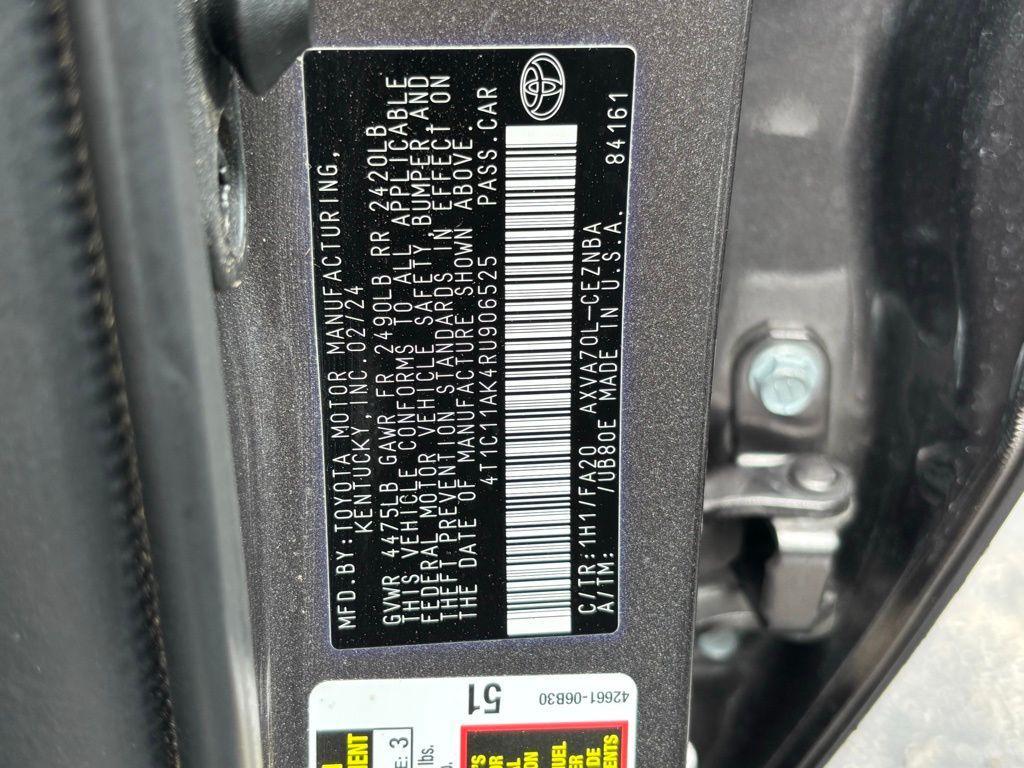 MFD.BY:TOYOTA MOTOR MANUFACTURING,
KENTUCKY, INC.02/24
GVWR 4475LB GAWR FR 2490LB RR 2420LB
THIS VEHICLE CONFORMS TO ALL APPLICABLE
FEDERAL MOTOR VEHICLE SAFETY,BUMPER,AND
THEFT PREVENTION STANDARDS IN EFFECT ON
THE DATE OF MANUFACTURE SHOWN ABOVE.
4T1C11AK4RU906525 PASS.CAR
C/TR:1H1/FA20 AXVA70L-CEZNBA
A/TM: /UB80E MADE IN U.S.A. 84161
51
42661-06B30
E: 3
lbs.